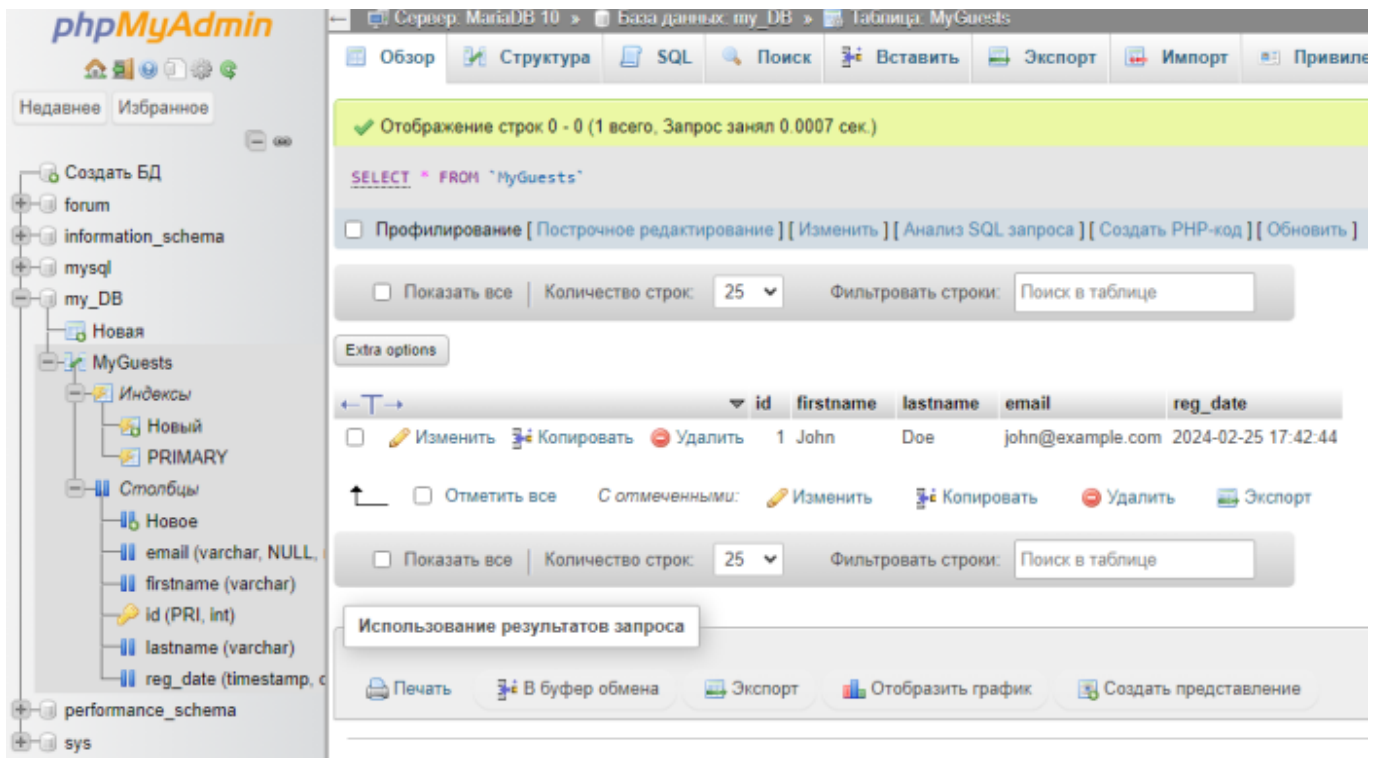 phpMyAdmin
Недавнее Избранное
Создать БД
forum
information_schema
mysql
my_DB
Новая
MyGuests
Индексы
Новый
PRIMARY
Столбцы
Новое
email (varchar, NULL,
firstname (varchar)
id (PRI, int)
lastname (varchar)
reg_date (timestamp,
performance_schema
sys
Сервер: MariaDB 10 » База данных: my_DB » Таблица: MyGuests
Обзор Структура SQL Поиск Вставить Экспорт Импорт Привиле
Отображение строк 0 - 0 (1 всего, Запрос занял 0.0007 сек.)
SELECT * FROM `MyGuests`
Профилирование [ Построчное редактирование ] [ Изменить ] [ Анализ SQL запроса ] [ Создать PHP-код ] [ Обновить ]
Показать все | Количество строк: 25 Фильтровать строки: Поиск в таблице
Extra options
←T→ id firstname lastname email reg_date
Изменить Копировать Удалить 1 John Doe john@example.com 2024-02-25 17:42:44
Отметить все С отмеченными: Изменить Копировать Удалить Экспорт
Показать все | Количество строк: 25 Фильтровать строки: Поиск в таблице
Использование результатов запроса
Печать В буфер обмена Экспорт Отобразить график Создать представление